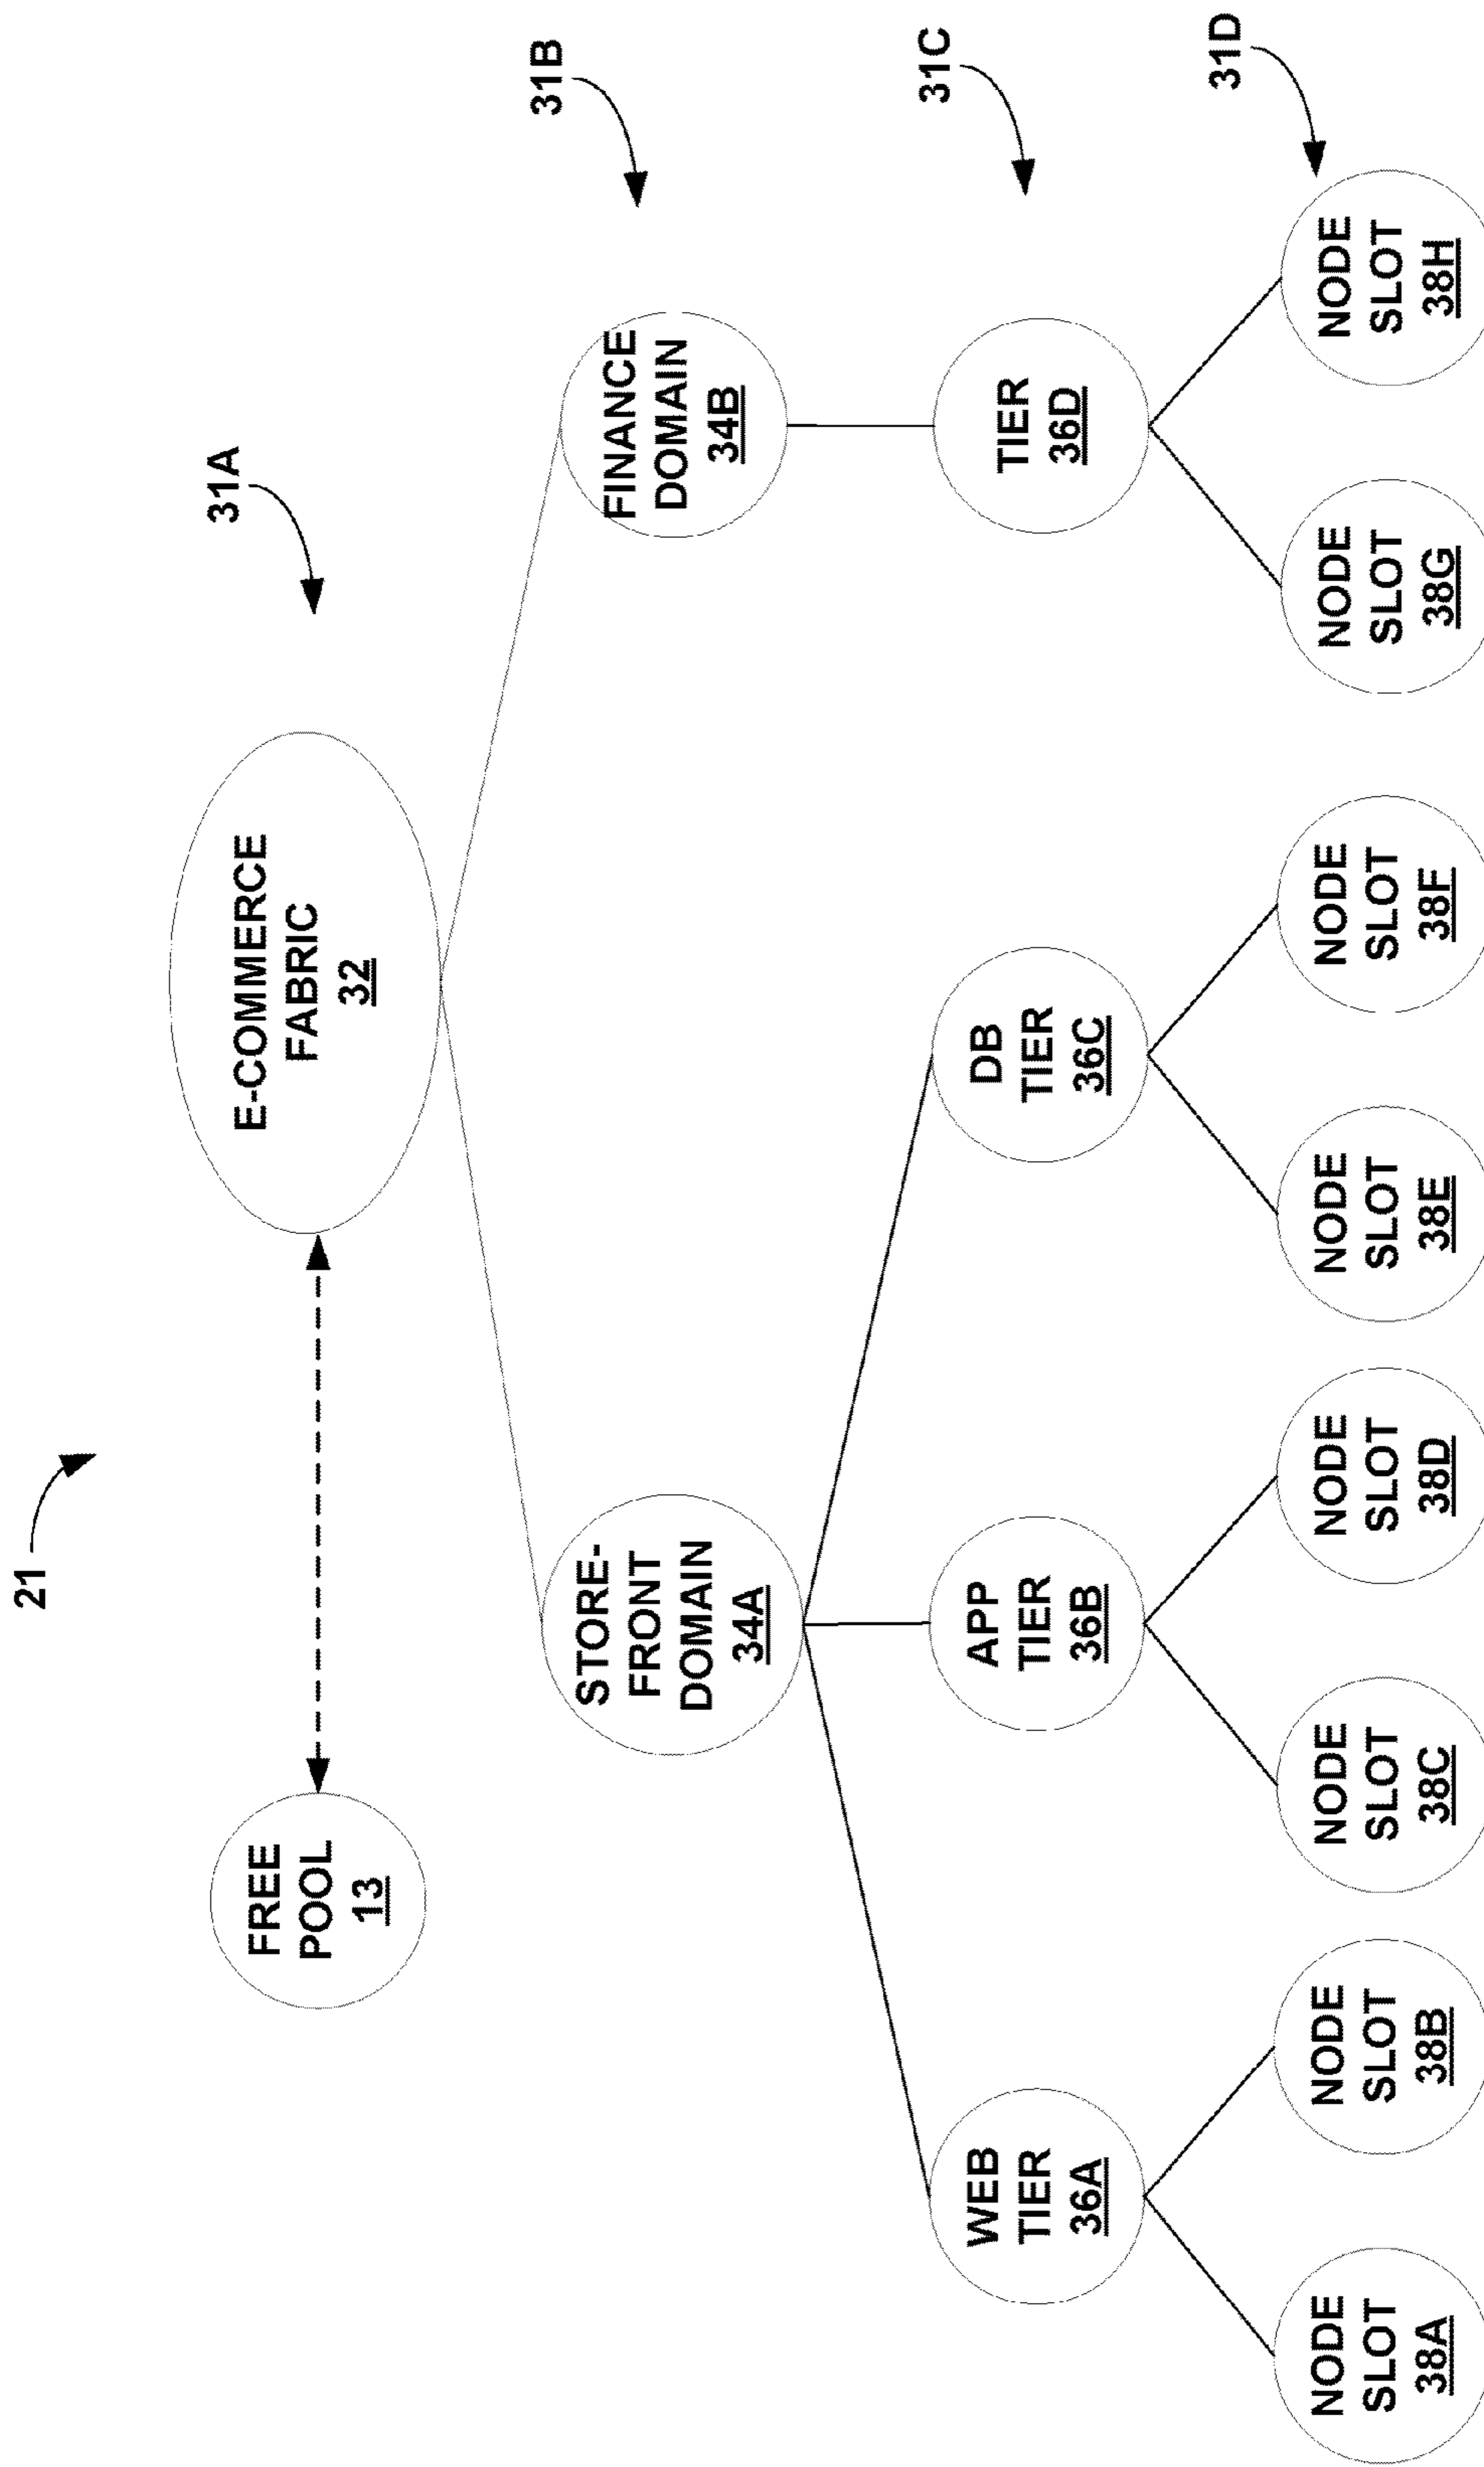 21
31A
FREE
POOL
13
E-COMMERCE
FABRIC
32
31B
STORE-
FRONT
DOMAIN
34A
FINANCE
DOMAIN
34B
31C
WEB
TIER
36A
APP
TIER
36B
DB
TIER
36C
TIER
36D
31D
NODE
SLOT
38A
NODE
SLOT
38B
NODE
SLOT
38C
NODE
SLOT
38D
NODE
SLOT
38E
NODE
SLOT
38F
NODE
SLOT
38G
NODE
SLOT
38H